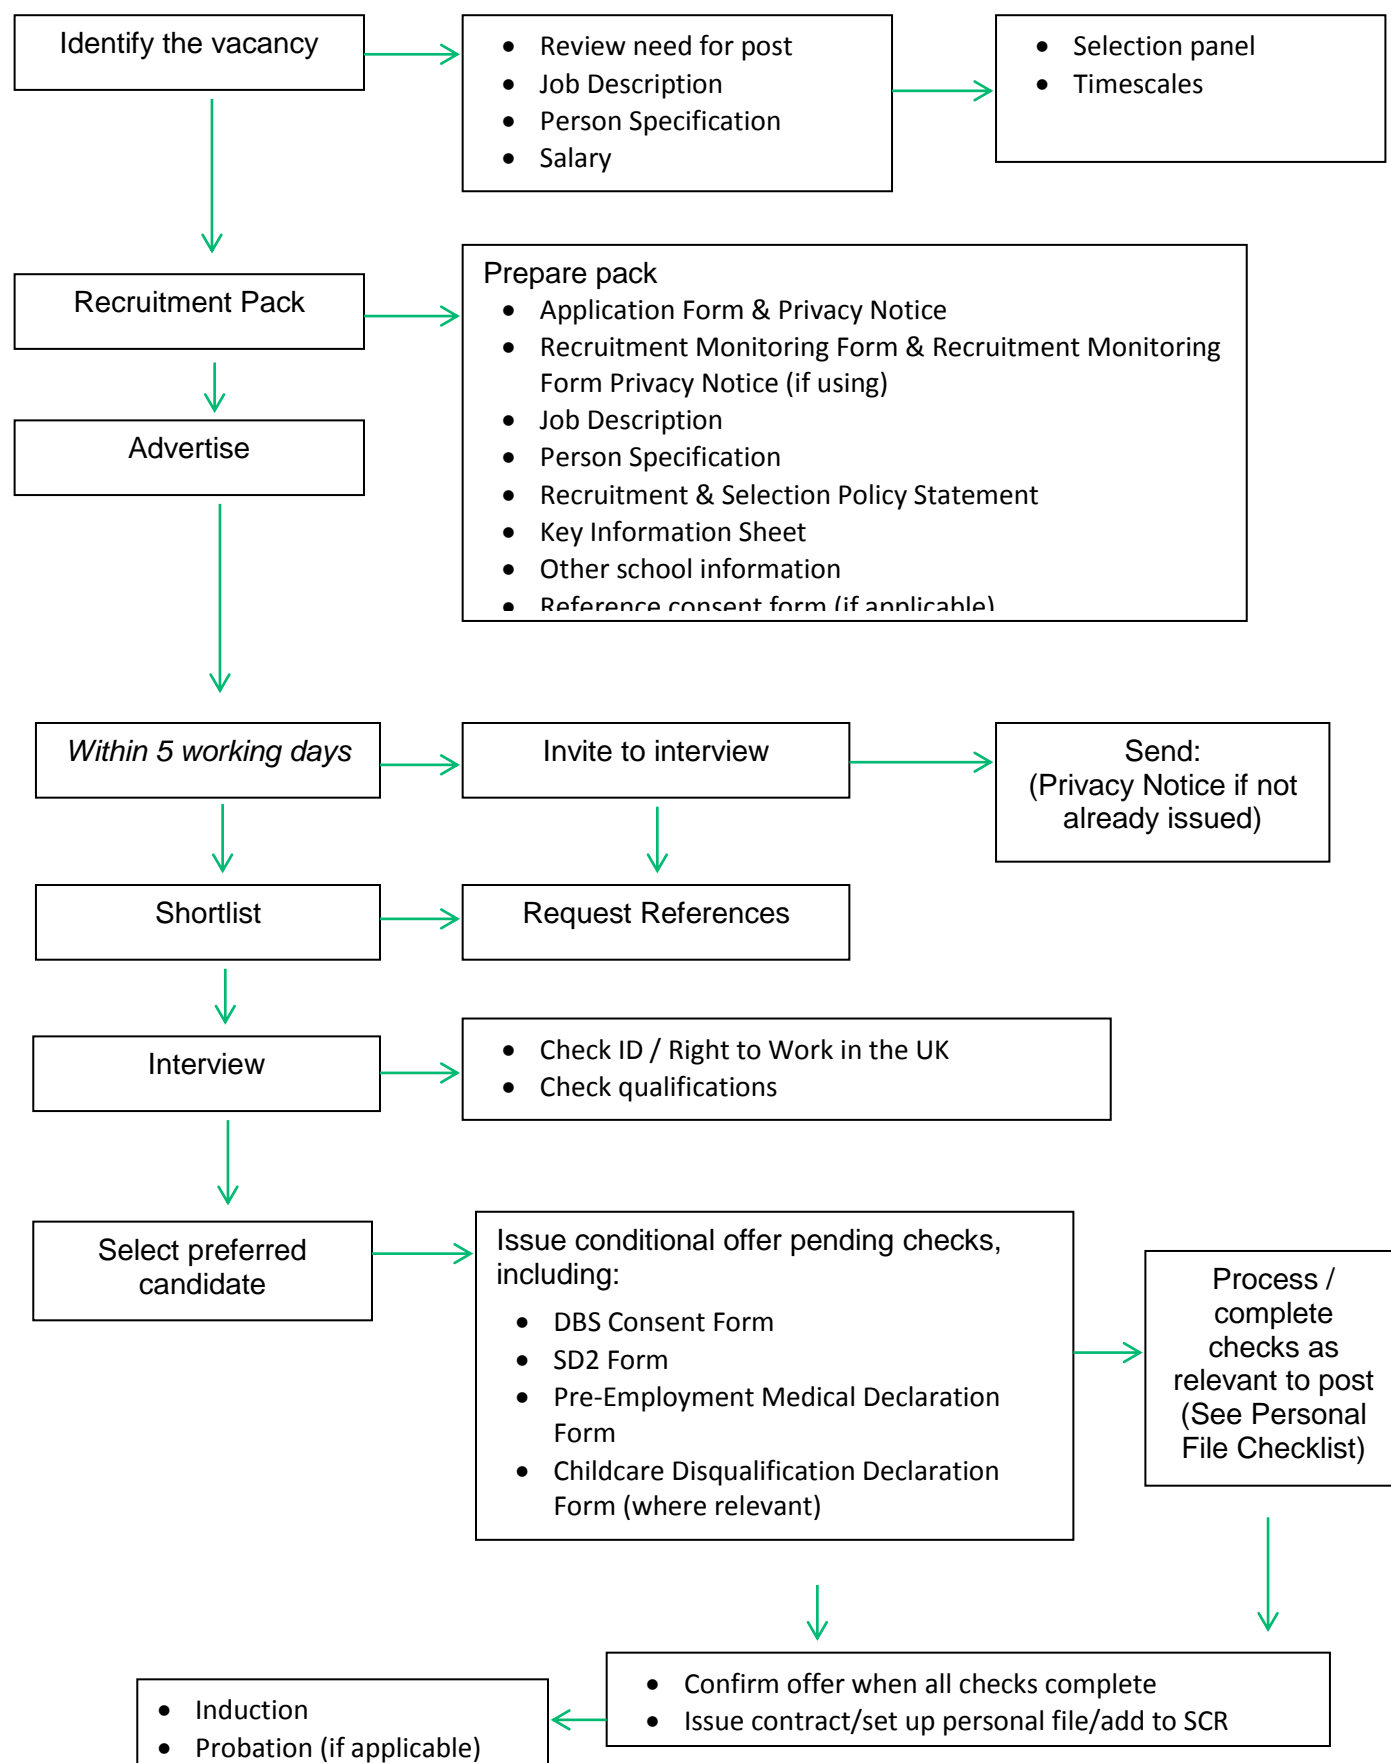 Identify the vacancy
• Review need for post
• Job Description
• Person Specification
• Salary
• Selection panel
• Timescales
Recruitment Pack
Prepare pack
• Application Form & Privacy Notice
• Recruitment Monitoring Form & Recruitment Monitoring
Form Privacy Notice (if using)
• Job Description
• Person Specification
• Recruitment & Selection Policy Statement
• Key Information Sheet
• Other school information
• Reference consent form (if applicable)
Advertise
Within 5 working days
Invite to interview
Send:
(Privacy Notice if not
already issued)
Shortlist
Request References
Interview
• Check ID / Right to Work in the UK
• Check qualifications
Select preferred
candidate
Issue conditional offer pending checks,
including:
• DBS Consent Form
• SD2 Form
• Pre-Employment Medical Declaration
Form
• Childcare Disqualification Declaration
Form (where relevant)
Process /
complete
checks as
relevant to post
(See Personal
File Checklist)
• Confirm offer when all checks complete
• Issue contract/set up personal file/add to SCR
• Induction
• Probation (if applicable)